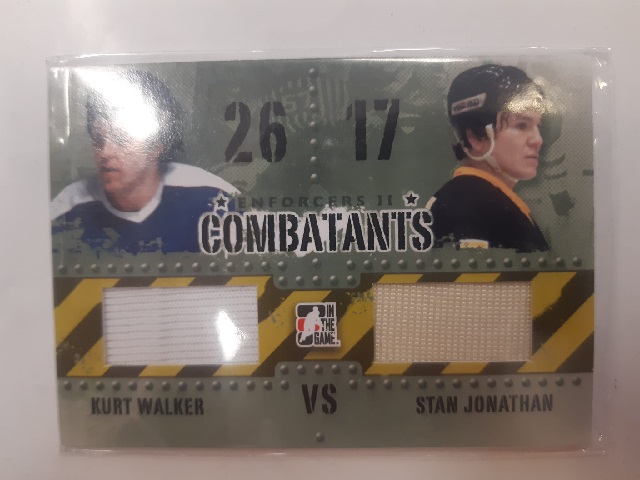 26 17
ENFORCERS II
COMBATANTS
IN
THE
GAME
KURT WALKER VS STAN JONATHAN